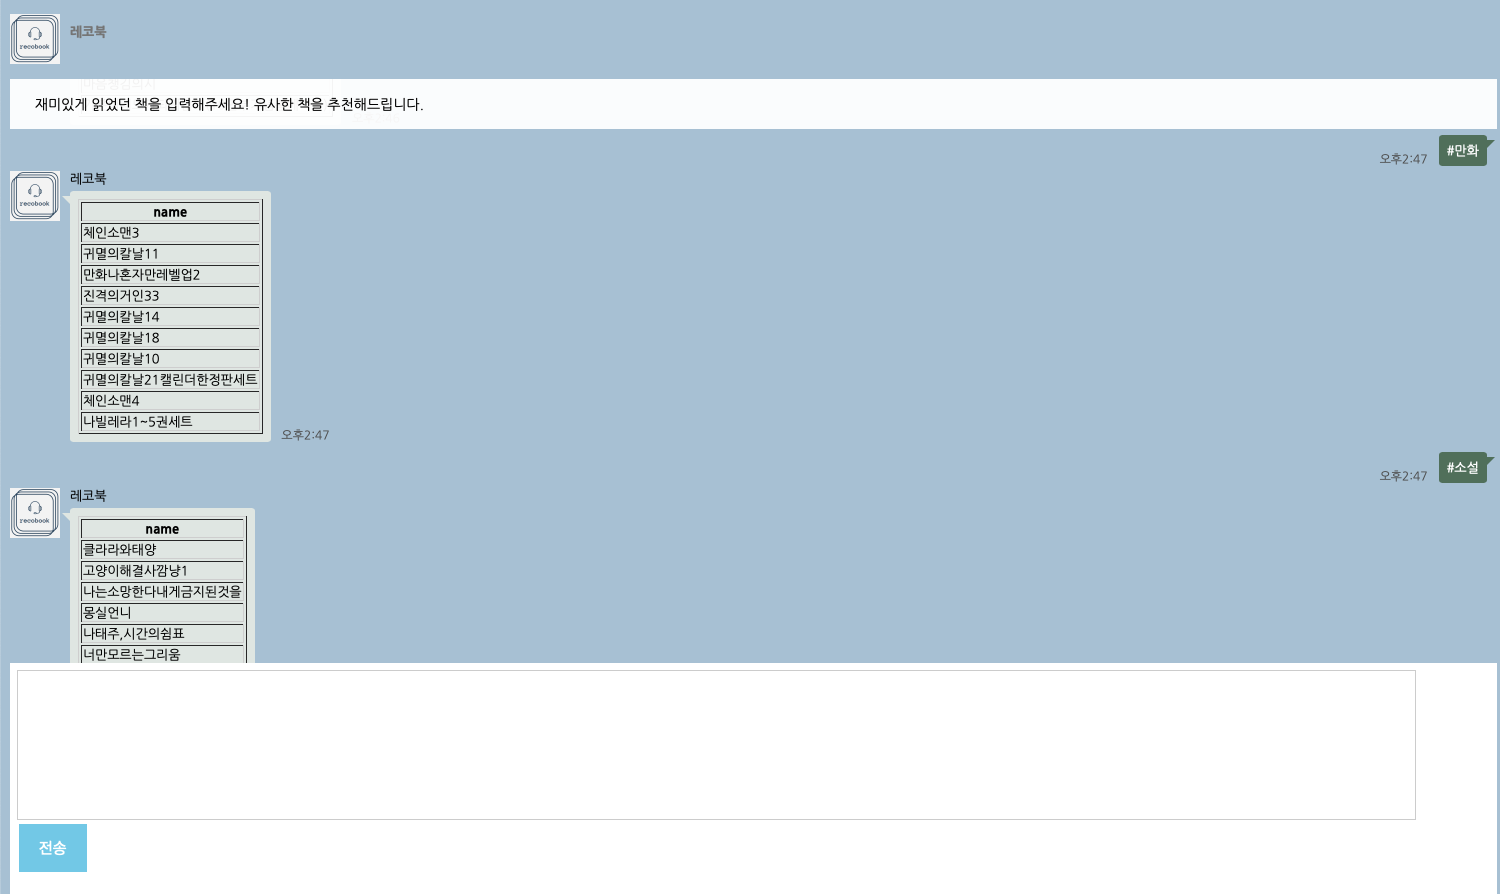 recobook
레코북
재미있게 읽었던 책을 입력해주세요! 유사한 책을 추천해드립니다.
#만화
오후2:47
레코북
recobook
name
체인소맨3
귀멸의칼날11
만화나혼자만레벨업2
진격의거인33
귀멸의칼날14
귀멸의칼날18
귀멸의칼날10
귀멸의칼날21캘린더한정판세트
체인소맨4
나빌레라1~5권세트
오후2:47
#소설
오후2:47
레코북
recobook
name
클라라와태양
고양이해결사깜냥1
나는소망한다내게금지된것을
몽실언니
나태주,시간의쉼표
너만모르는그리움
전송